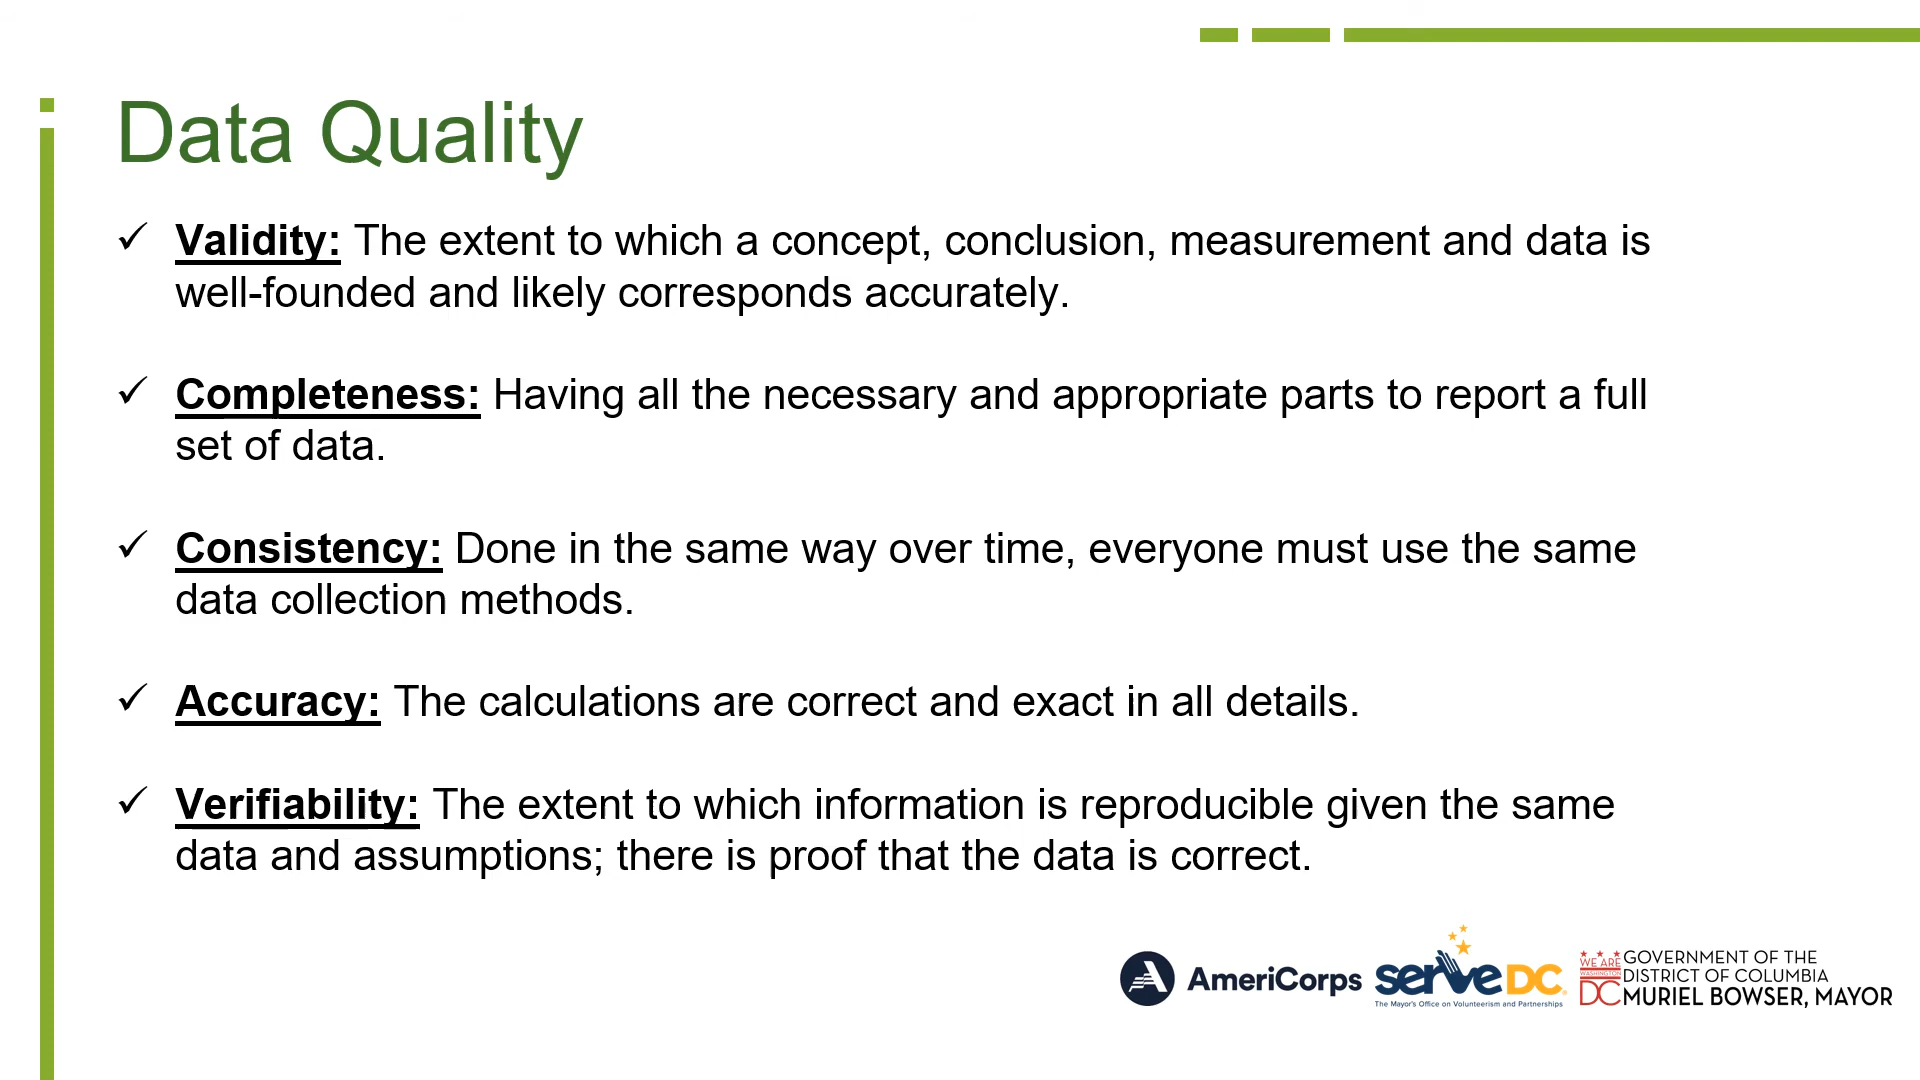 Data Quality
✓ Validity: The extent to which a concept, conclusion, measurement and data is
well-founded and likely corresponds accurately.
✓ Completeness: Having all the necessary and appropriate parts to report a full
set of data.
✓ Consistency: Done in the same way over time, everyone must use the same
data collection methods.
✓ Accuracy: The calculations are correct and exact in all details.
✓ Verifiability: The extent to which information is reproducible given the same
data and assumptions; there is proof that the data is correct.
AmeriCorps
serve DC
The Mayor's Office on Volunteerism and Partnerships
WE ARE
WASHINGTON
DC
GOVERNMENT OF THE
DISTRICT OF COLUMBIA
MURIEL BOWSER, MAYOR